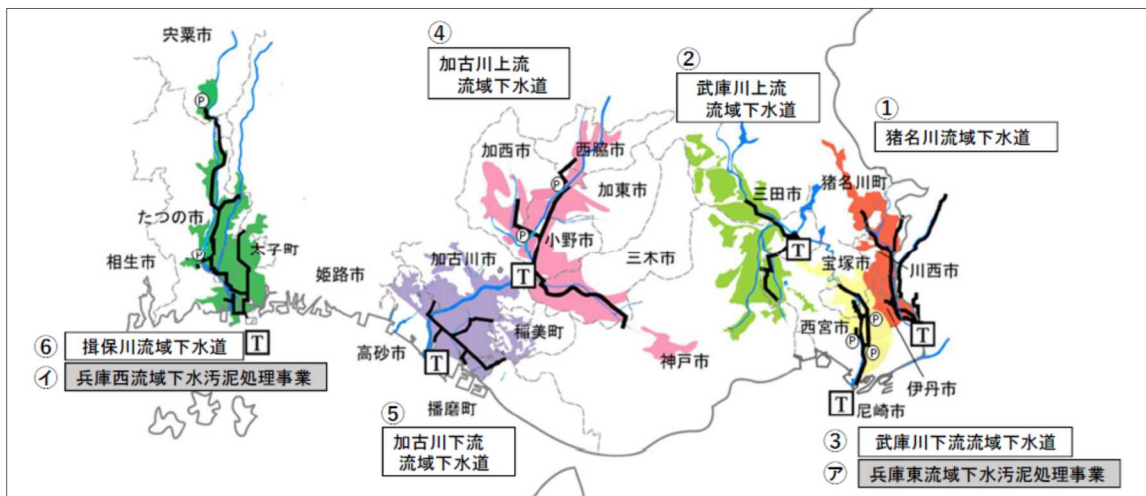 宍粟市
④
加古川上流
流域下水道
②
武庫川上流
流域下水道
①
猪名川流域下水道
P
加西市
西脇市
P
加東市
三田市
猪名川町
たつの市
太子町
P
相生市
姫路市
P
小野市
加古川市
T
三木市
T
宝塚市
川西市
稲美町
西宮市
P
P
P
T
⑥
揖保川流域下水道
T
高砂市
T
神戸市
伊丹市
㋑
兵庫西流域下水汚泥処理事業
播磨町
T
尼崎市
⑤
加古川下流
流域下水道
③
武庫川下流流域下水道
㋐
兵庫東流域下水汚泥処理事業